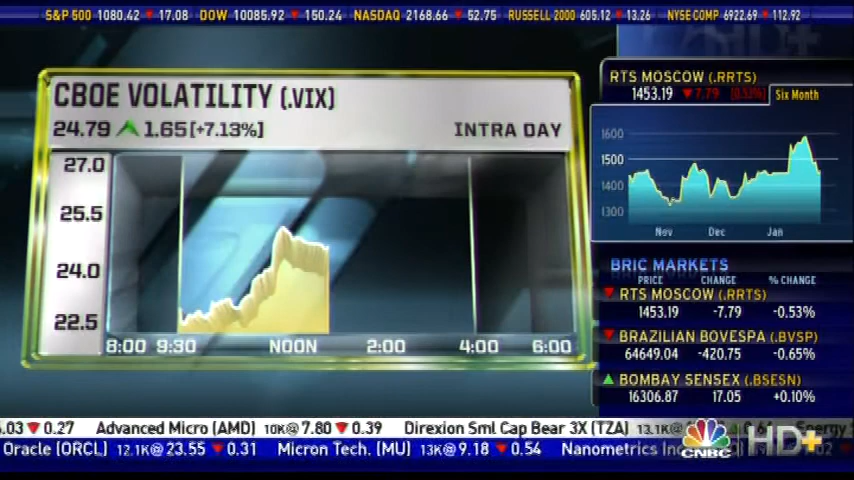 S&P 500 1080.42 ▼ 17.08 DOW 10085.92 ▼ 150.24 NASDAQ 2168.66 ▼ 52.75 RUSSELL 2000 605.12 ▼ 13.26 NYSE COMP 6922.69 ▼ 112.92
CBOE VOLATILITY (.VIX)
24.79 ▲ 1.65 [+7.13%] INTRA DAY
27.0
25.5
24.0
22.5
8:00 9:30 NOON 2:00 4:00 6:00
RTS MOSCOW (.RRTS)
1453.19 ▼ 7.79 (0.53%) Six Month
1600
1500
1400
1300
Nov Dec Jan
BRIC MARKETS
PRICE CHANGE % CHANGE
▼ RTS MOSCOW (.RRTS)
1453.19 -7.79 -0.53%
▼ BRAZILIAN BOVESPA (.BVSP)
64649.04 -420.75 -0.65%
▲ BOMBAY SENSEX (.BSESN)
16306.87 17.05 +0.10%
.03 ▼ 0.27 Advanced Micro (AMD) 10K@7.80 ▼ 0.39 Direxion Sml Cap Bear 3X (TZA) 13.1K@
Oracle (ORCL) 12.1K@23.55 ▼ 0.31 Micron Tech. (MU) 13K@9.18 ▼ 0.54 Nanometrics
CNBC HD+